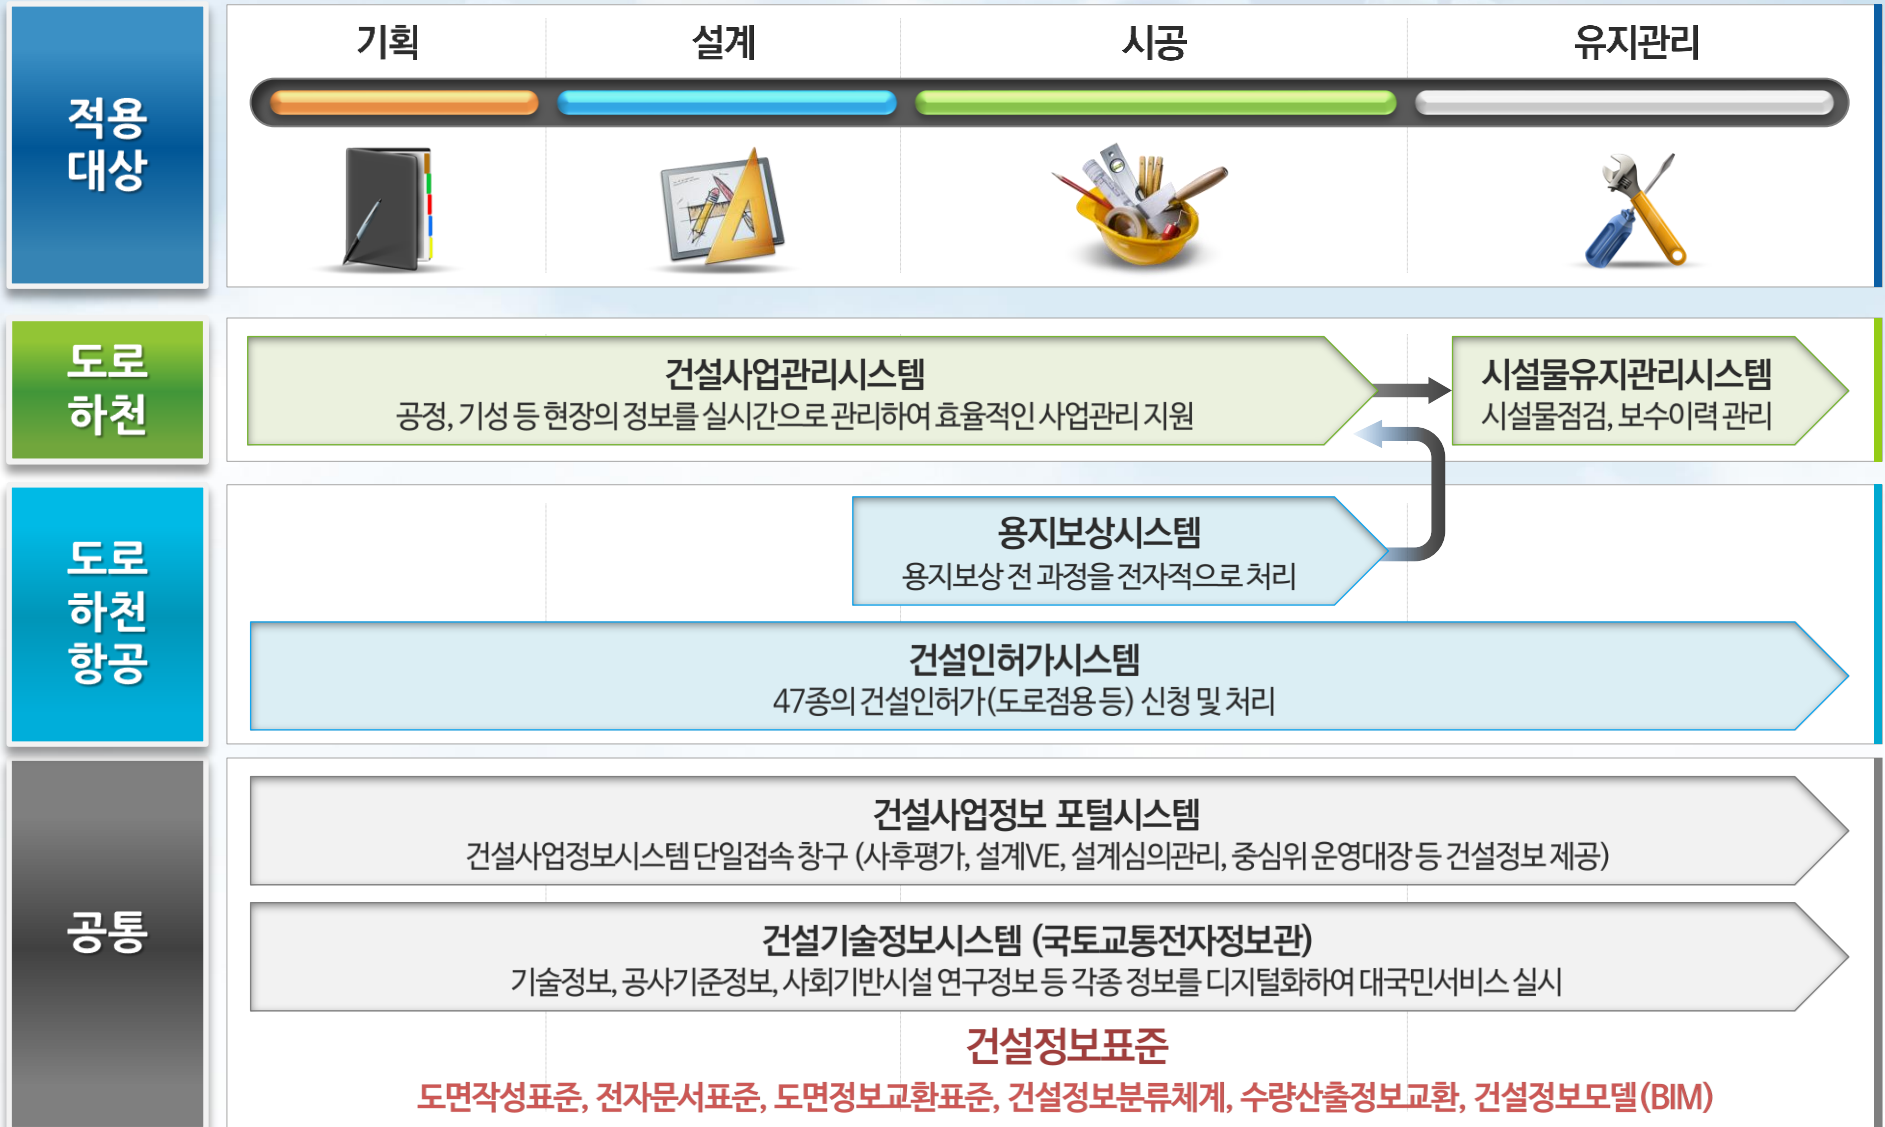 적용
대상
기획
설계
시공
유지관리
도로
하천
건설사업관리시스템
공정, 기성 등 현장의 정보를 실시간으로 관리하여 효율적인 사업관리 지원
시설물유지관리시스템
시설물점검, 보수이력 관리
도로
하천
항공
용지보상시스템
용지보상 전 과정을 전자적으로 처리
건설인허가시스템
47종의 건설인허가(도로점용 등) 신청 및 처리
공통
건설사업정보 포털시스템
건설사업정보시스템 단일접속 창구 (사후평가, 설계VE, 설계심의관리, 중심위 운영대장 등 건설정보 제공)
건설기술정보시스템 (국토교통전자정보관)
기술정보, 공사기준정보, 사회기반시설 연구정보 등 각종 정보를 디지털화하여 대국민서비스 실시
건설정보표준
도면작성표준, 전자문서표준, 도면정보교환표준, 건설정보분류체계, 수량산출정보교환, 건설정보모델(BIM)